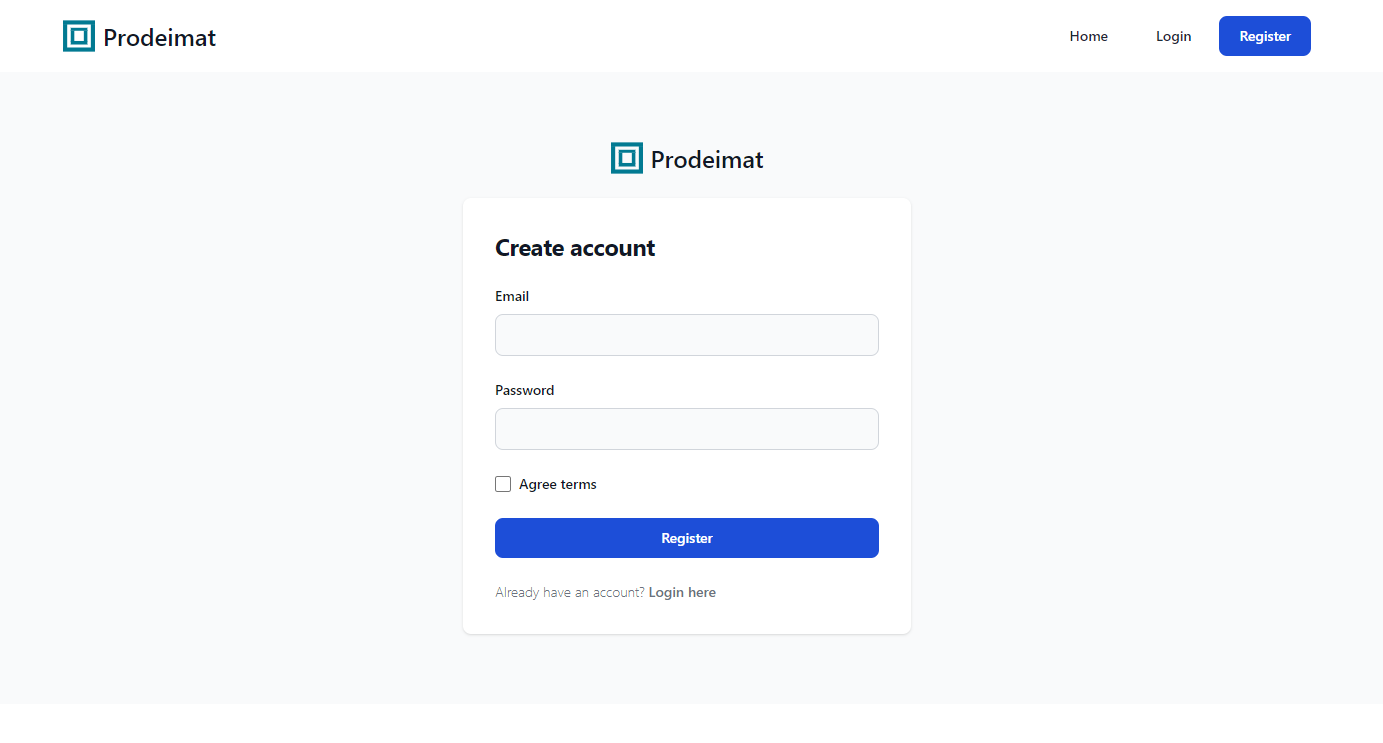 Prodeimat
Home Login Register
Prodeimat
Create account
Email
Password
Agree terms
Register
Already have an account? Login here